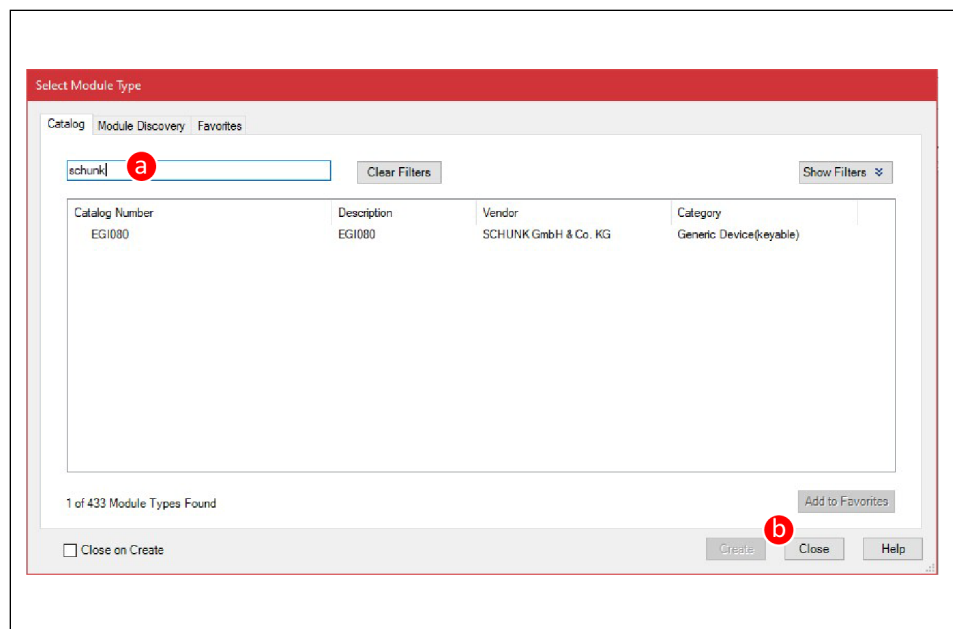 Select Module Type
Catalog Module Discovery Favorites
schunk a Clear Filters Show Filters
Catalog Number Description Vendor Category
EGI080 EGI080 SCHUNK GmbH & Co. KG Generic Device(keyable)
1 of 433 Module Types Found Add to Favorites
b
Close on Create Create Close Help